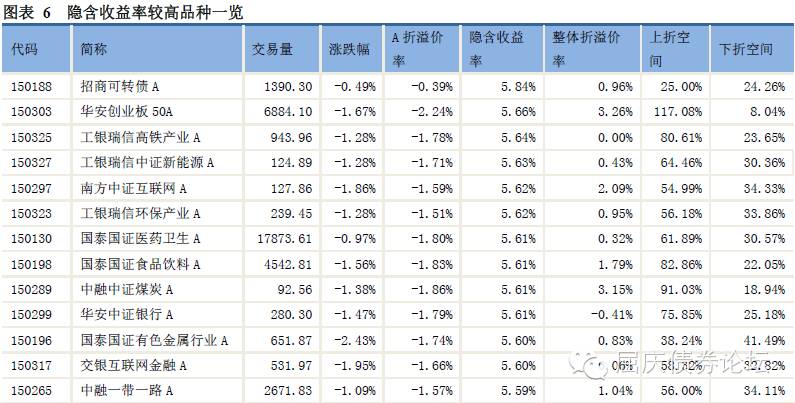 图表 6 隐含收益率较高品种一览
代码 简称 交易量 涨跌幅 A 折溢价率 隐含收益率 整体折溢价率 上折空间 下折空间
150188 招商可转债 A 1390.30 -0.49% -0.39% 5.84% 0.96% 25.00% 24.26%
150303 华安创业板 50A 6884.10 -1.67% -2.24% 5.66% 3.26% 117.08% 8.04%
150325 工银瑞信高铁产业 A 943.96 -1.28% -1.78% 5.64% 0.00% 80.61% 23.65%
150327 工银瑞信中证新能源 A 124.89 -1.28% -1.71% 5.63% 0.43% 64.46% 30.36%
150297 南方中证互联网 A 127.86 -1.86% -1.59% 5.62% 2.09% 54.99% 34.33%
150323 工银瑞信环保产业 A 239.45 -1.28% -1.51% 5.62% 0.95% 56.18% 33.86%
150130 国泰国证医药卫生 A 17873.61 -0.97% -1.80% 5.61% 0.32% 61.89% 30.57%
150198 国泰国证食品饮料 A 4542.81 -1.56% -1.83% 5.61% 1.79% 82.86% 22.05%
150289 中融中证煤炭 A 92.56 -1.38% -1.86% 5.61% 3.15% 91.03% 18.94%
150299 华安中证银行 A 280.30 -1.47% -1.79% 5.61% -0.41% 75.85% 25.18%
150196 国泰国证有色金属行业 A 651.87 -2.43% -1.74% 5.60% 0.83% 38.24% 41.49%
150317 交银互联网金融 A 531.97 -1.95% -1.66% 5.60%
150265 中融一带一路 A 2671.83 -1.09% -1.57% 5.59% 1.04% 56.00% 34.11%
屈庆债券论坛